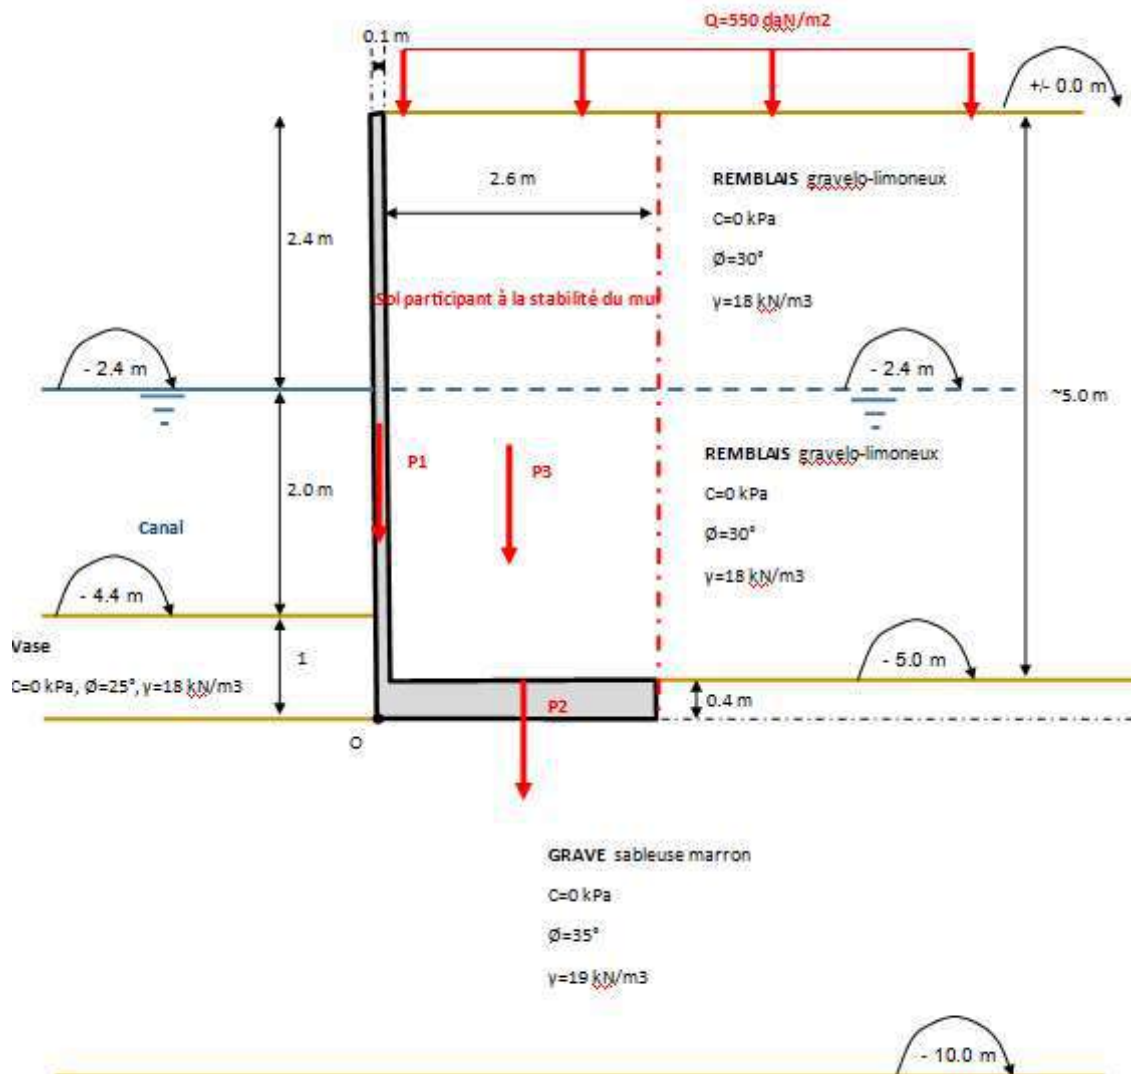 Q=550 daN/m2
0.1 m
+/- 0.0 m
2.6 m
REMBLAIS gravelo-limoneux
C=0 kPa
Ø=30°
γ=18 kN/m3
2.4 m
Sol participant à la stabilité du mur
- 2.4 m
- 2.4 m
~5.0 m
REMBLAIS gravelo-limoneux
C=0 kPa
Ø=30°
γ=18 kN/m3
P1
P3
2.0 m
Canal
- 4.4 m
Vase
C=0 kPa, Ø=25°, γ=18 kN/m3
1
- 5.0 m
0.4 m
P2
O
GRAVE sableuse marron
C=0 kPa
Ø=35°
γ=19 kN/m3
- 10.0 m